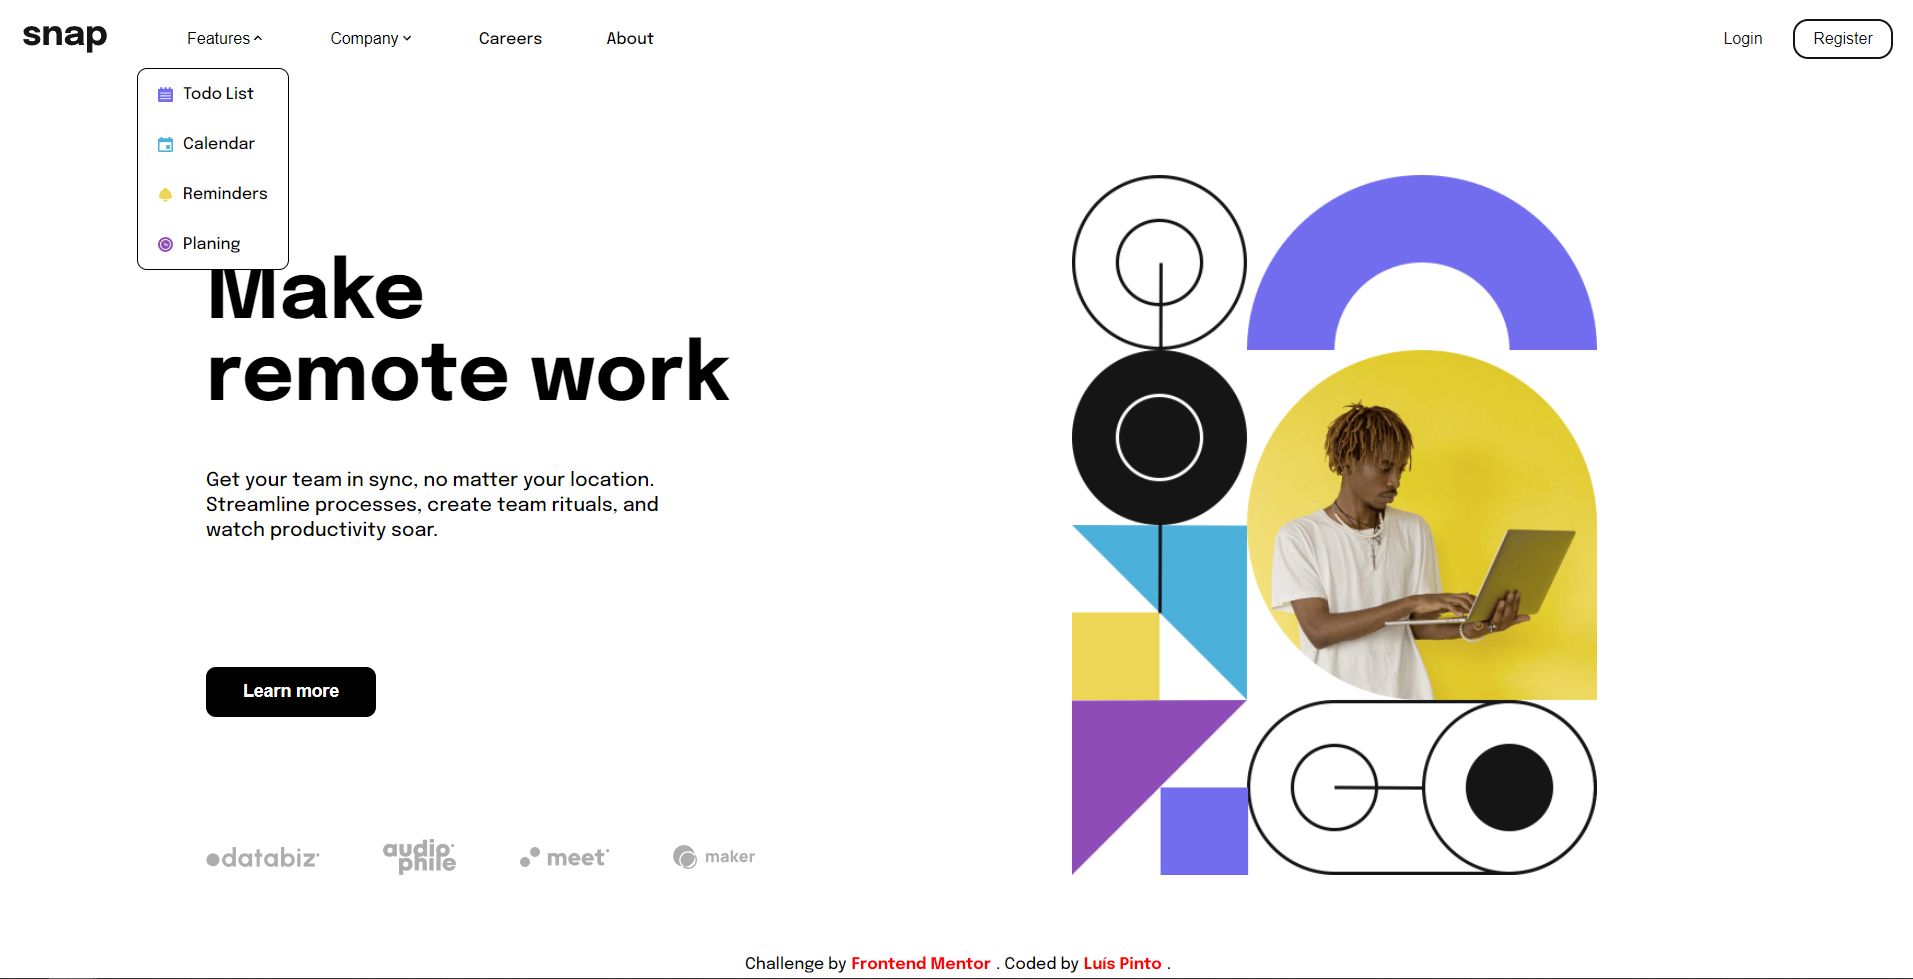 snap Features Company Careers About Login Register
Todo List
Calendar
Reminders
Planing
Make
remote work
Get your team in sync, no matter your location.
Streamline processes, create team rituals, and
watch productivity soar.
Learn more
databiz audiophile meet maker
Challenge by Frontend Mentor . Coded by Luís Pinto .